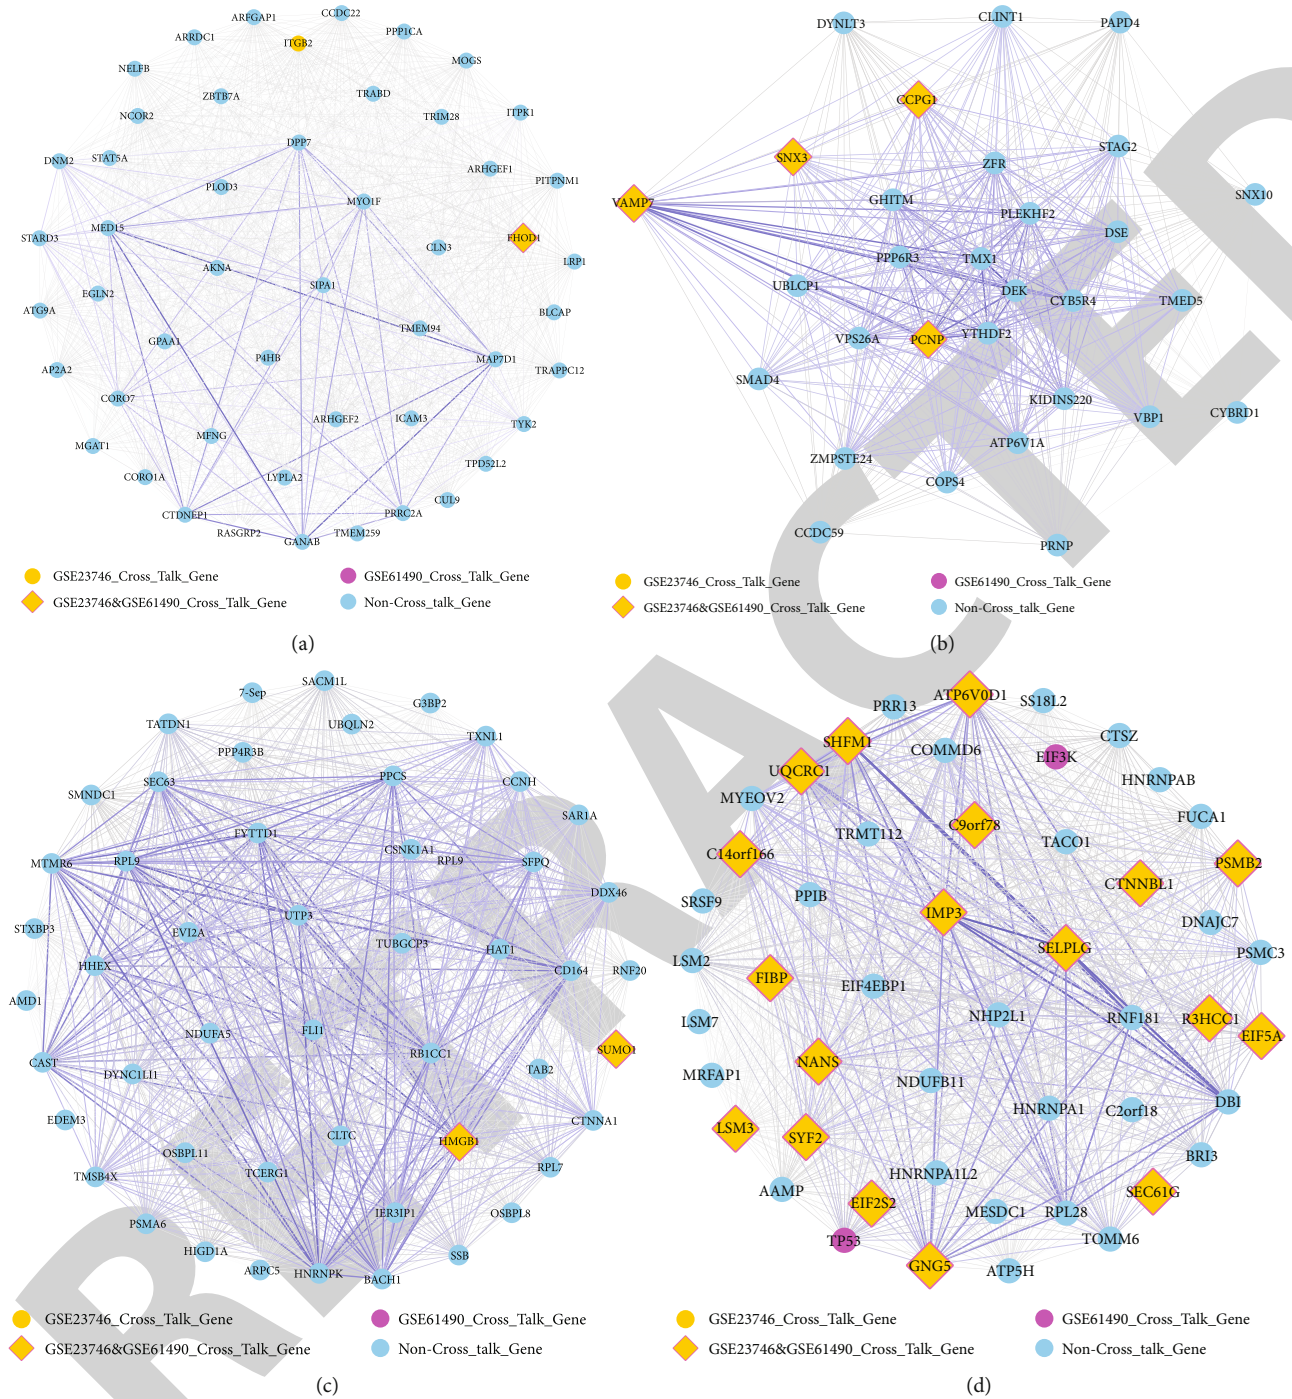 CCDC22
ARFGAP1
PPP1CA
ARRDC1
ITGB2
MOGS
NELFB
ZBTB7A
TRABD
ITPK1
NCOR2
TRIM28
DPP7
DNM2
STAT5A
ARHGEF1
PITPNM1
PLOD3
MYO1F
MED15
STARD3
FHOD1
CLN3
LRP1
AKNA
SIPA1
EGLN2
ATG9A
BLCAP
TMEM94
GPAA1
P4HB
MAP7D1
AP2A2
TRAPPC12
CORO7
ARHGEF2
ICAM3
TYK2
MFNG
MGAT1
TPD52L2
CORO1A
LYPLA2
CUL9
CTDNEP1
PRRC2A
RASGRP2
TMEM259
GANAB
GSE23746_Cross_Talk_Gene
GSE61490_Cross_Talk_Gene
GSE23746&GSE61490_Cross_Talk_Gene
Non-Cross_talk_Gene
(a)
DYNLT3
CLINT1
PAPD4
CCPG1
STAG2
SNX3
ZFR
SNX10
VAMP7
GHITM
PLEKHF2
DSE
PPP6R3
TMX1
UBLCP1
DEK
CYB5R4
TMED5
VPS26A
PCNP
YTHDF2
SMAD4
KIDINS220
VBP1
CYBRD1
ATP6V1A
ZMPSTE24
COPS4
CCDC59
PRNP
GSE23746_Cross_Talk_Gene
GSE61490_Cross_Talk_Gene
GSE23746&GSE61490_Cross_Talk_Gene
Non-Cross_talk_Gene
(b)
SACM1L
7-Sep
G3BP2
TATDN1
UBQLN2
TXNL1
PPP4R3B
SEC63
PPCS
CCNH
SMNDC1
SAR1A
FYTTD1
CSNK1A1
MTMR6
RPL9
RPL9
SFPQ
DDX46
UTP3
STXBP3
EVI2A
TUBGCP3
HAT1
HHEX
CD164
RNF20
AMD1
NDUFA5
FLI1
SUMO1
CAST
RB1CC1
DYNC1LI1
TAB2
EDEM3
CTNNA1
CLTC
HMGB1
OSBPL11
TMSB4X
TCERG1
RPL7
PSMA6
IER3IP1
OSBPL8
HIGD1A
SSB
ARPC5
HNRNPK
BACH1
GSE23746_Cross_Talk_Gene
GSE61490_Cross_Talk_Gene
GSE23746&GSE61490_Cross_Talk_Gene
Non-Cross_talk_Gene
(c)
ATP6V0D1
PRR13
SS18L2
SHFM1
CTSZ
COMMD6
EIF3K
UQCRC1
HNRNPAB
MYEOV2
FUCA1
C9orf78
TRMT112
TACO1
C14orf166
PSMB2
CTNNBL1
SRSF9
PPIB
IMP3
DNAJC7
SELPLG
LSM2
PSMC3
FIBP
EIF4EBP1
LSM7
NHP2L1
RNF181
R3HCC1
EIF5A
NANS
MRFAP1
NDUFB11
DBI
HNRNPA1
C2orf18
LSM3
SYF2
BRI3
HNRNPA1L2
AAMP
SEC61G
EIF2S2
MESDC1
RPL28
TP53
TOMM6
GNG5
ATP5H
GSE23746_Cross_Talk_Gene
GSE61490_Cross_Talk_Gene
GSE23746&GSE61490_Cross_Talk_Gene
Non-Cross_talk_Gene
(d)
RETRACTED